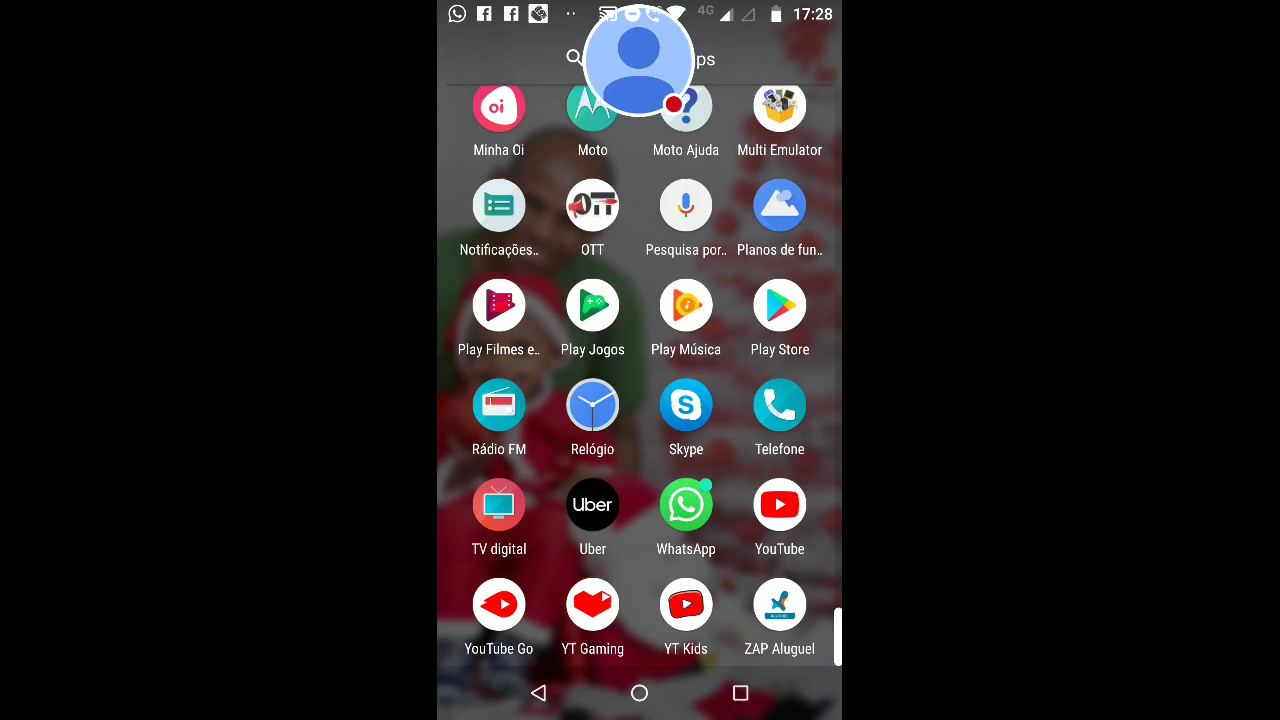 4G 17:28
ps
oi
Minha Oi Moto Moto Ajuda Multi Emulator
OTT
Notificações.. OTT Pesquisa por.. Planos de fun..
Play Filmes e.. Play Jogos Play Música Play Store
Rádio FM Relógio Skype Telefone
Uber
TV digital Uber WhatsApp YouTube
YouTube Go YT Gaming YT Kids ZAP Aluguel